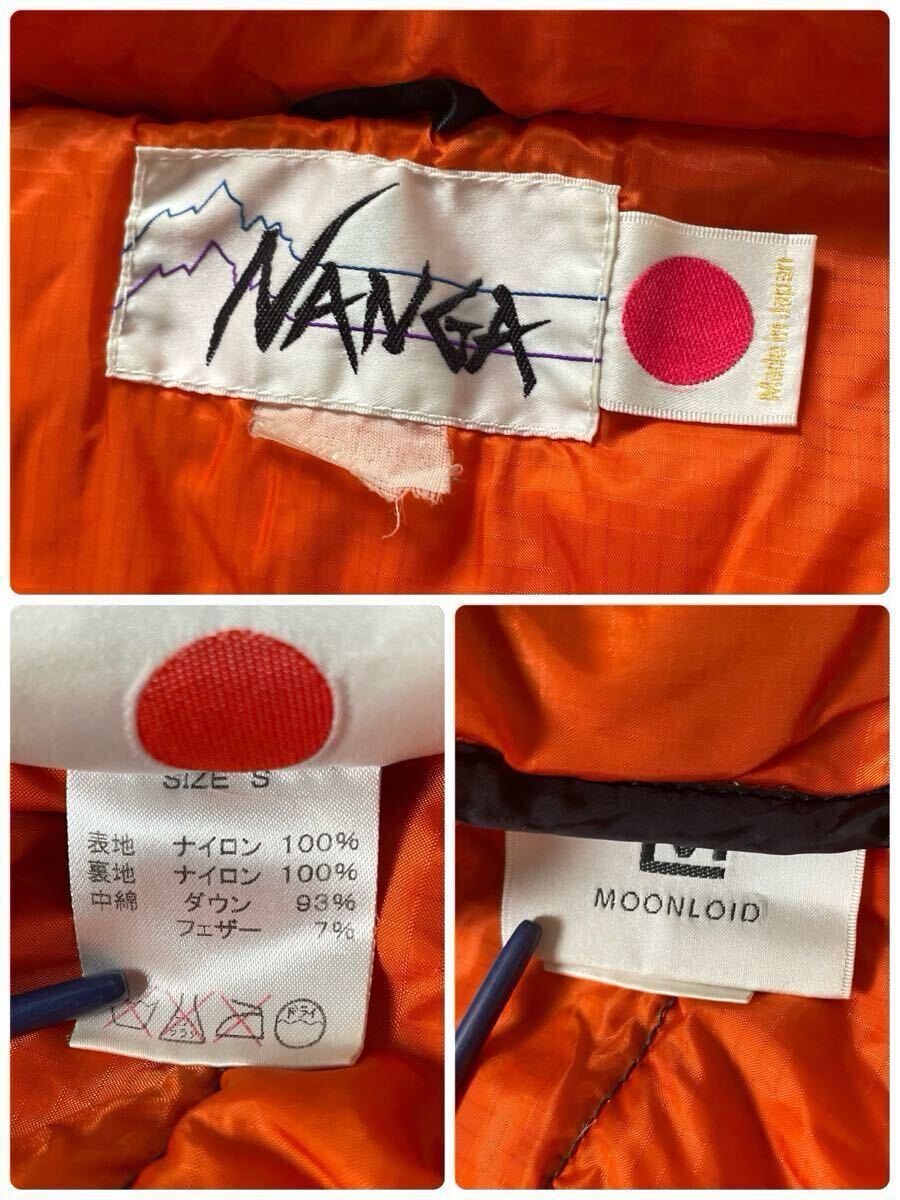 NANGA
Made in Japan
SIZE S
表地 ナイロン 100%
裏地 ナイロン 100%
中綿 ダウン 93%
フェザー 7%
ドライ
MOONLOID